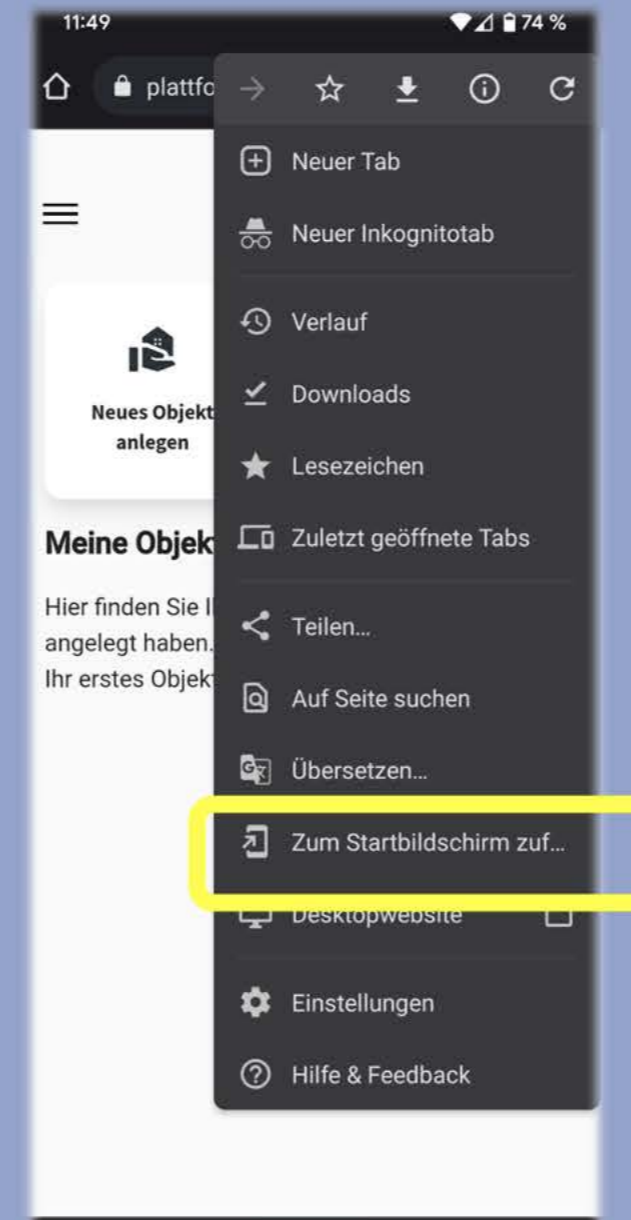 11:49 74 %
plattfo
Neuer Tab
Neuer Inkognitotab
Verlauf
Downloads
Lesezeichen
Zuletzt geöffnete Tabs
Teilen...
Auf Seite suchen
Übersetzen...
Zum Startbildschirm zuf...
Desktopwebsite
Einstellungen
Hilfe & Feedback
Neues Objekt
anlegen
Meine Objek
Hier finden Sie I
angelegt haben.
Ihr erstes Objek